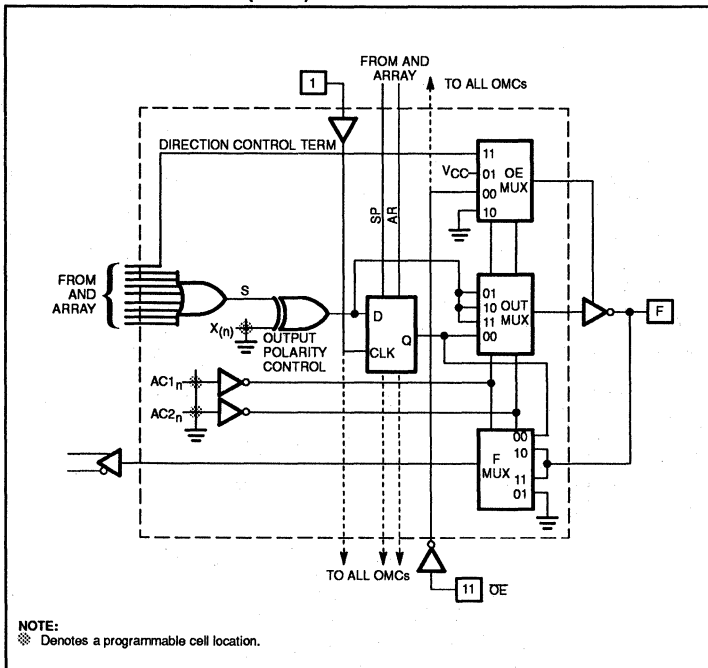 FROM AND
ARRAY
TO ALL OMCs
1
DIRECTION CONTROL TERM
11
VCC
01
OE
00
MUX
10
SP
AR
FROM
AND
ARRAY
S
X(n)
OUTPUT
POLARITY
CONTROL
D
Q
CLK
01
10
OUT
11
MUX
00
F
AC1n
AC2n
00
10
F
MUX
11
01
TO ALL OMCs
11
OE
NOTE:
Denotes a programmable cell location.